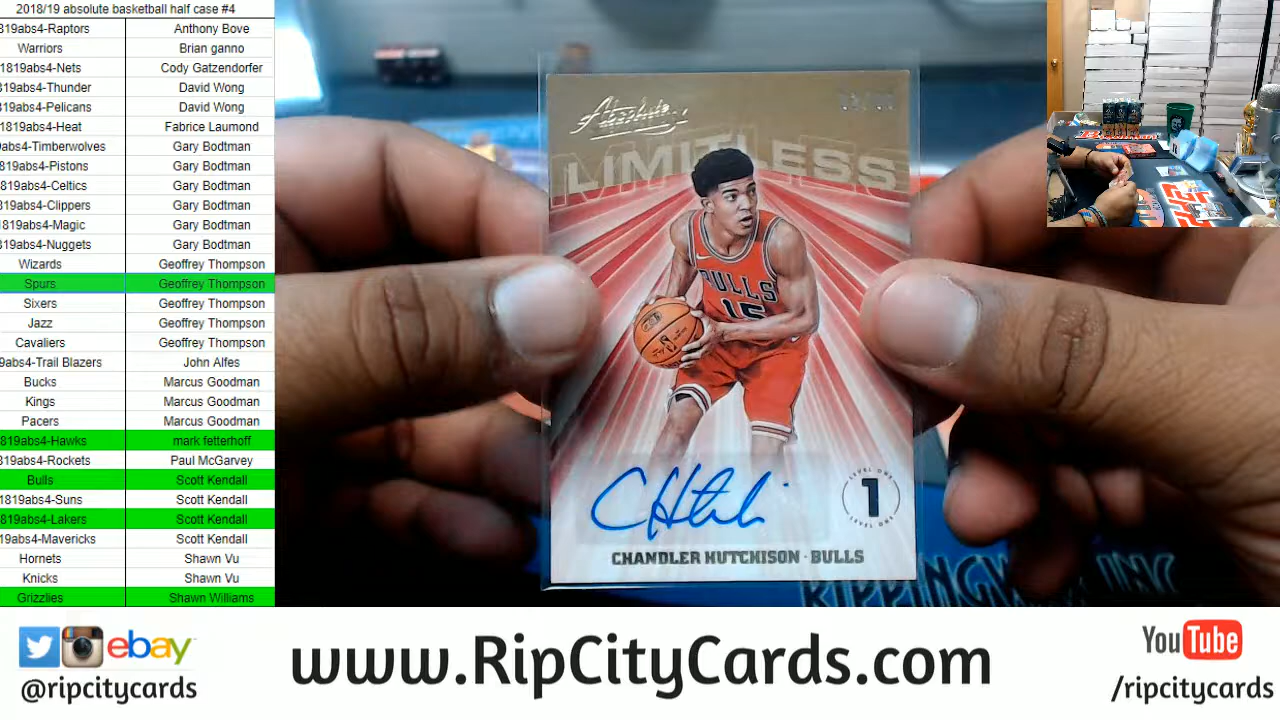 2018/19 absolute basketball half case #4
819abs4-Raptors Anthony Bove
Warriors Brian ganno
1819abs4-Nets Cody Gatzendorfer
819abs4-Thunder David Wong
819abs4-Pelicans David Wong
1819abs4-Heat Fabrice Laumond
abs4-Timberwolves Gary Bodtman
819abs4-Pistons Gary Bodtman
819abs4-Celtics Gary Bodtman
819abs4-Clippers Gary Bodtman
819abs4-Magic Gary Bodtman
819abs4-Nuggets Gary Bodtman
Wizards Geoffrey Thompson
Spurs Geoffrey Thompson
Sixers Geoffrey Thompson
Jazz Geoffrey Thompson
Cavaliers Geoffrey Thompson
9abs4-Trail Blazers John Alfes
Bucks Marcus Goodman
Kings Marcus Goodman
Pacers Marcus Goodman
819abs4-Hawks mark fetterhoff
819abs4-Rockets Paul McGarvey
Bulls Scott Kendall
1819abs4-Suns Scott Kendall
819abs4-Lakers Scott Kendall
19abs4-Mavericks Scott Kendall
Hornets Shawn Vu
Knicks Shawn Vu
Grizzlies Shawn Williams
Absolute
LIMITLESS
BULLS
15
LEVEL ONE
1
LEVEL ONE
CHANDLER HUTCHISON · BULLS
RIPPING
INC
ebay
@ripcitycards
www.RipCityCards.com
YouTube
/ripcitycards